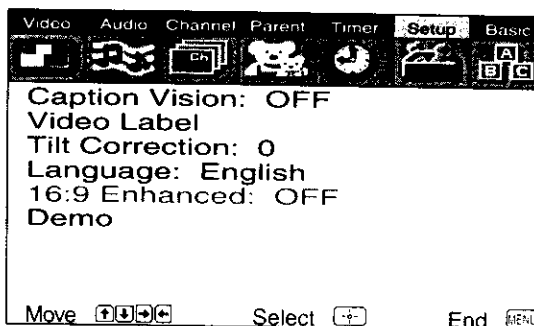 Video Audio Channel Parent Timer Setup Basic
Ch A B C
Caption Vision: OFF
Video Label
Tilt Correction: 0
Language: English
16:9 Enhanced: OFF
Demo
Move Select End MENU